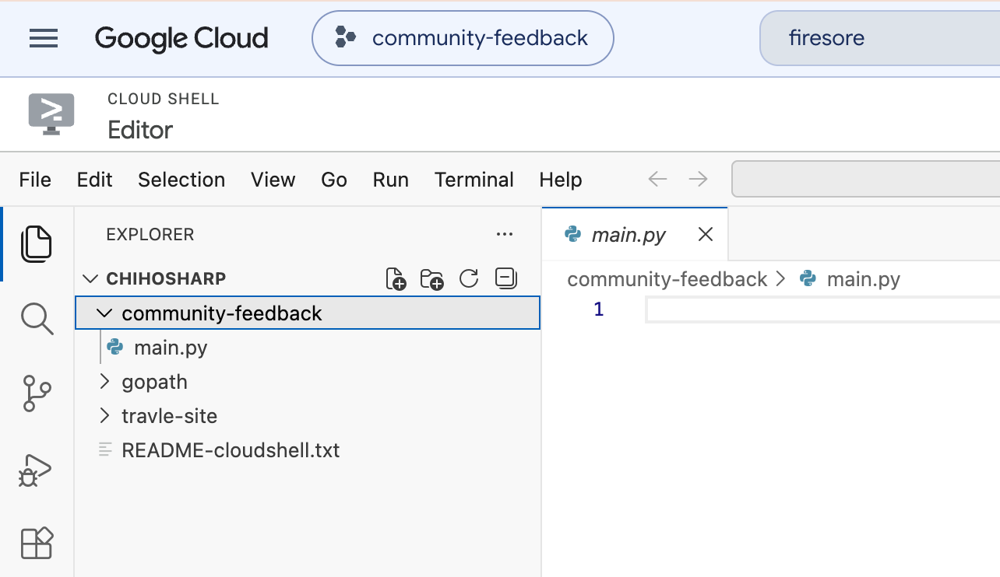 Google Cloud
community-feedback
firesore
CLOUD SHELL
Editor
File Edit Selection View Go Run Terminal Help
EXPLORER
main.py
CHIHOSHARP
community-feedback > main.py
community-feedback
1
main.py
gopath
travle-site
README-cloudshell.txt